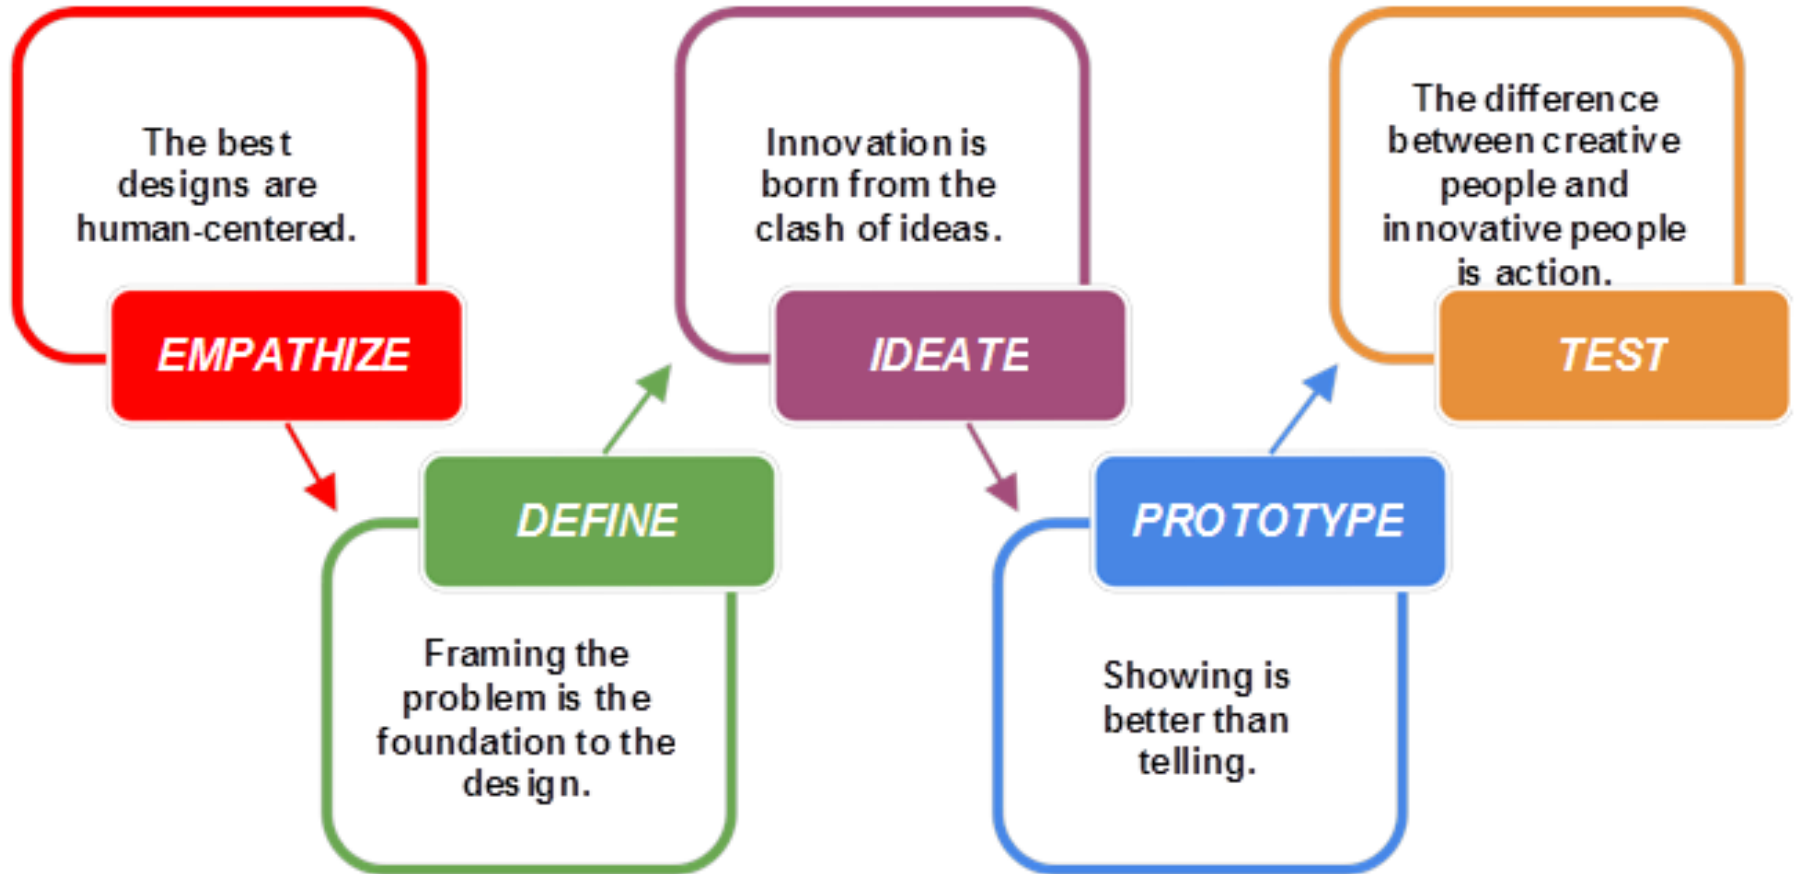 The best
designs are
human-centered.
EMPATHIZE
DEFINE
Framing the
problem is the
foundation to the
design.
Innovation is
born from the
clash of ideas.
IDEATE
PROTOTYPE
Showing is
better than
telling.
The difference
between creative
people and
innovative people
is action.
TEST